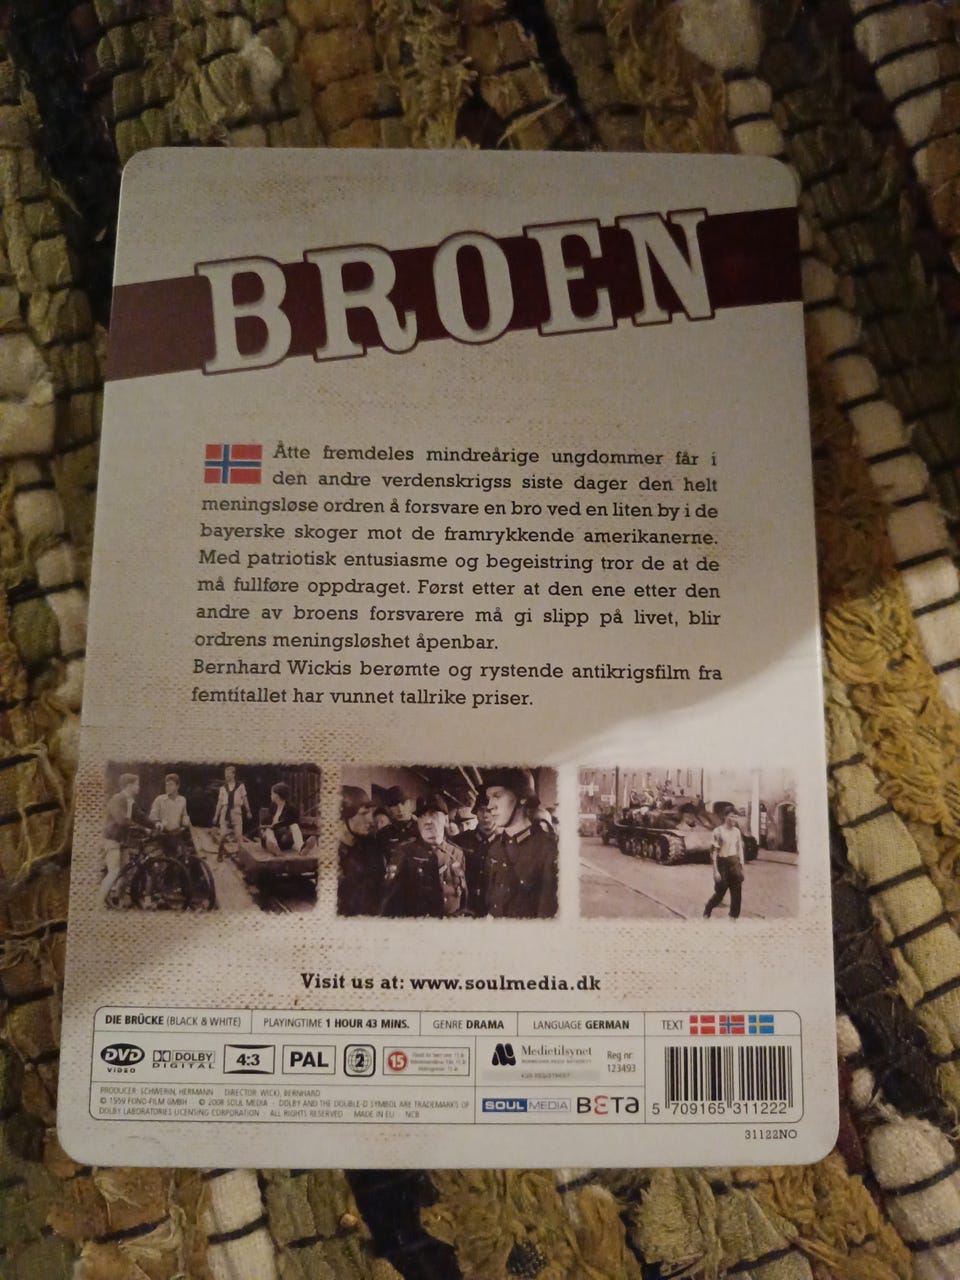 BROEN
Åtte fremdeles mindreårige ungdommer får i
den andre verdenskrigss siste dager den helt
meningsløse ordren å forsvare en bro ved en liten by i de
bayerske skoger mot de framrykkende amerikanerne.
Med patriotisk entusiasme og begeistring tror de at de
må fullføre oppdraget. Først etter at den ene etter den
andre av broens forsvarere må gi slipp på livet, blir
ordrens meningsløshet åpenbar.
Bernhard Wickis berømte og rystende antikrigsfilm fra
femtitallet har vunnet tallrike priser.
Visit us at: www.soulmedia.dk
DIE BRÜCKE (BLACK & WHITE) PLAYINGTIME 1 HOUR 43 MINS. GENRE DRAMA LANGUAGE GERMAN TEXT
DVD VIDEO DOLBY DIGITAL 4:3 PAL 2 15
Medietilsynet
NORWEGIAN MEDIA AUTHORITY
KUN REGISTRERT
Reg nr:
123493
PRODUCER: SCHWERIN, HERMANN DIRECTOR: WICKI, BERNHARD
© 1959 FONO-FILM GMBH © 2008 SOUL MEDIA · DOLBY AND THE DOUBLE-D SYMBOL ARE TRADEMARKS OF
DOLBY LABORATORIES LICENSING CORPORATION · ALL RIGHTS RESERVED MADE IN EU NCB
SOUL MEDIA BETA
5 709165 311222
31122NO